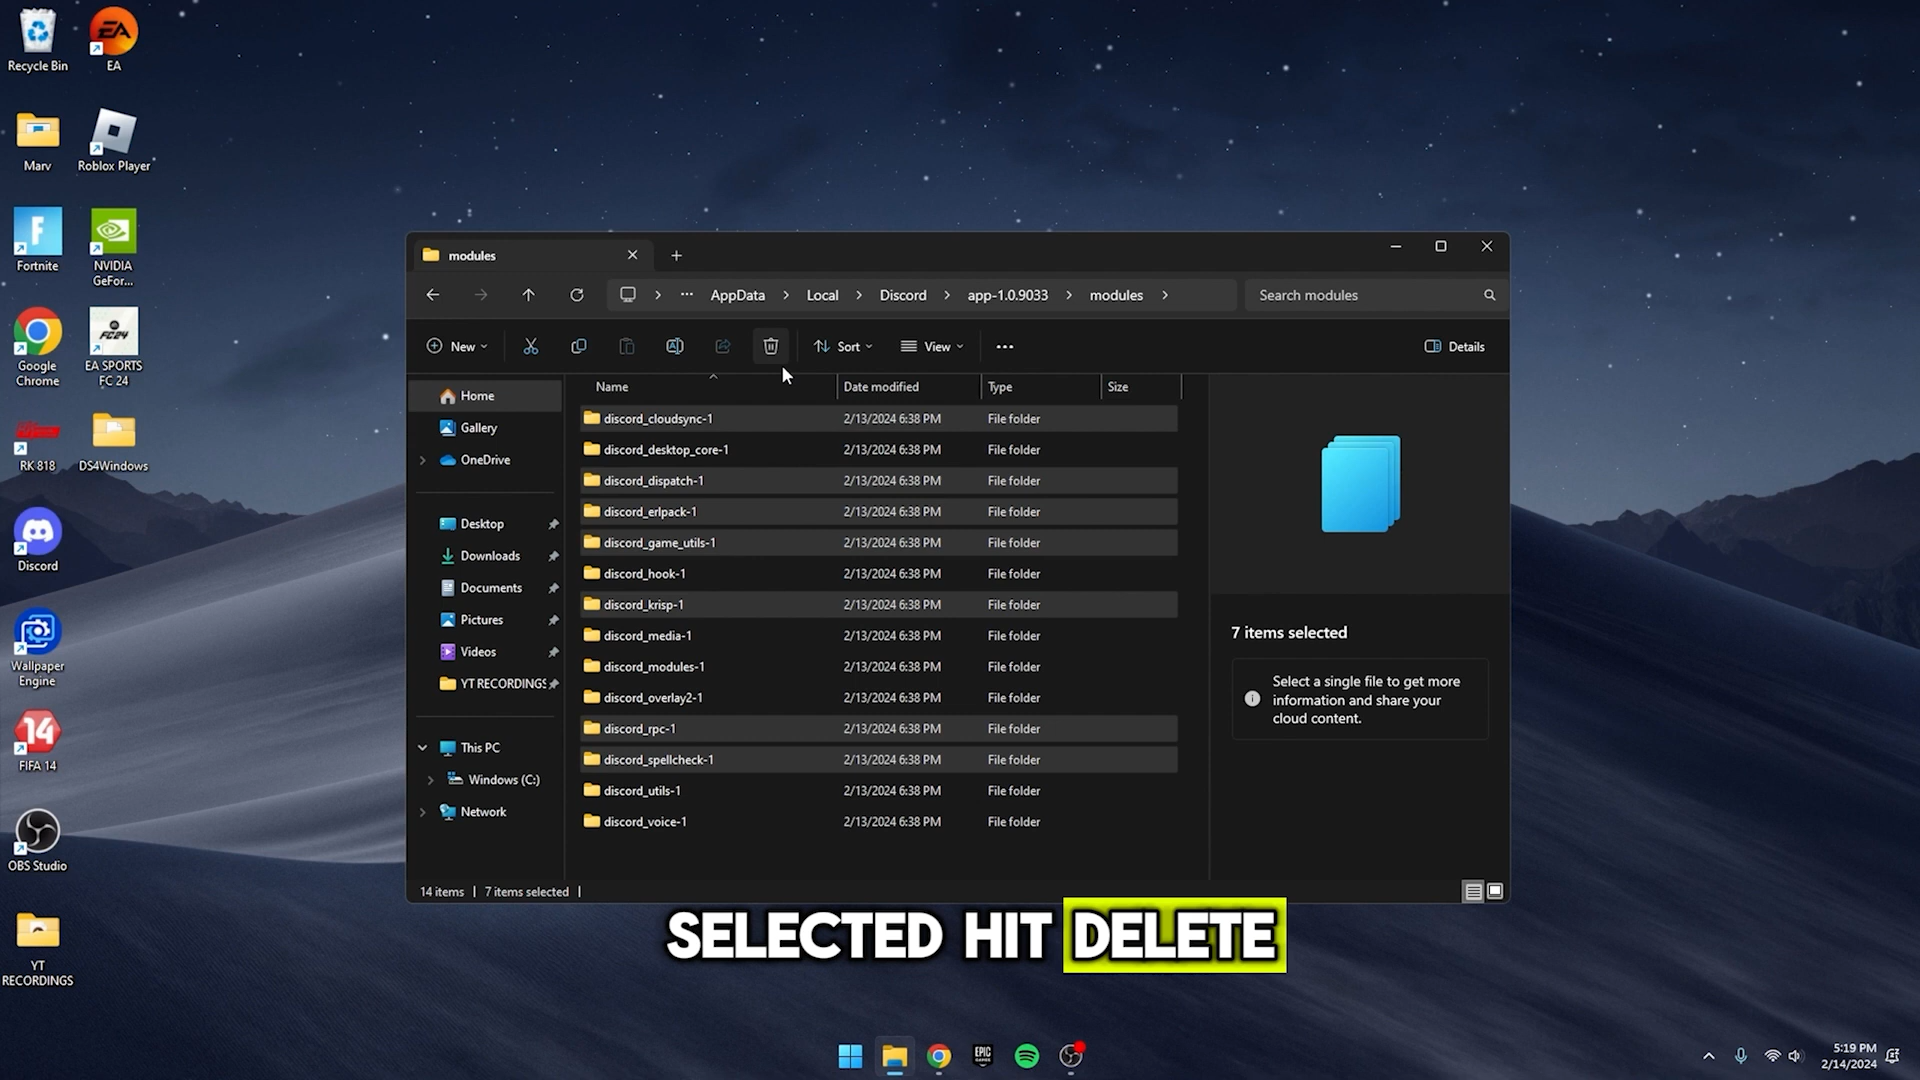 Recycle Bin
EA
Marv
Roblox Player
Fortnite
NVIDIA
GeFor...
Google
Chrome
FC24
EA SPORTS
FC 24
RK 818
DS4Windows
Discord
Wallpaper
Engine
14
FIFA 14
OBS Studio
YT
RECORDINGS
modules
··· AppData > Local > Discord > app-1.0.9033 > modules >
Search modules
New
Sort
View
Details
Home
Gallery
OneDrive
Desktop
Downloads
Documents
Pictures
Videos
YT RECORDINGS
This PC
Windows (C:)
Network
Name Date modified Type Size
discord_cloudsync-1 2/13/2024 6:38 PM File folder
discord_desktop_core-1 2/13/2024 6:38 PM File folder
discord_dispatch-1 2/13/2024 6:38 PM File folder
discord_erlpack-1 2/13/2024 6:38 PM File folder
discord_game_utils-1 2/13/2024 6:38 PM File folder
discord_hook-1 2/13/2024 6:38 PM File folder
discord_krisp-1 2/13/2024 6:38 PM File folder
discord_media-1 2/13/2024 6:38 PM File folder
discord_modules-1 2/13/2024 6:38 PM File folder
discord_overlay2-1 2/13/2024 6:38 PM File folder
discord_rpc-1 2/13/2024 6:38 PM File folder
discord_spellcheck-1 2/13/2024 6:38 PM File folder
discord_utils-1 2/13/2024 6:38 PM File folder
discord_voice-1 2/13/2024 6:38 PM File folder
7 items selected
Select a single file to get more
information and share your
cloud content.
14 items | 7 items selected |
SELECTED HIT DELETE
EPIC
GAMES
5:19 PM
2/14/2024